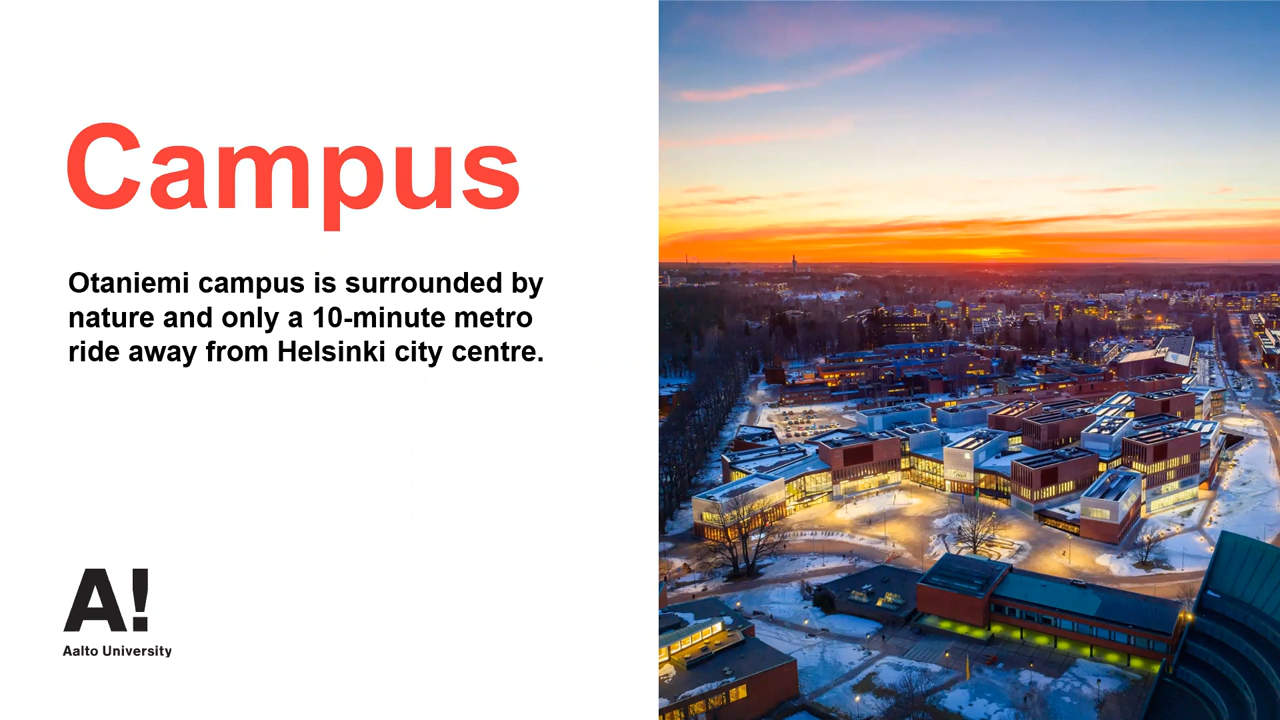 Campus
Otaniemi campus is surrounded by
nature and only a 10-minute metro
ride away from Helsinki city centre.
A!
Aalto University